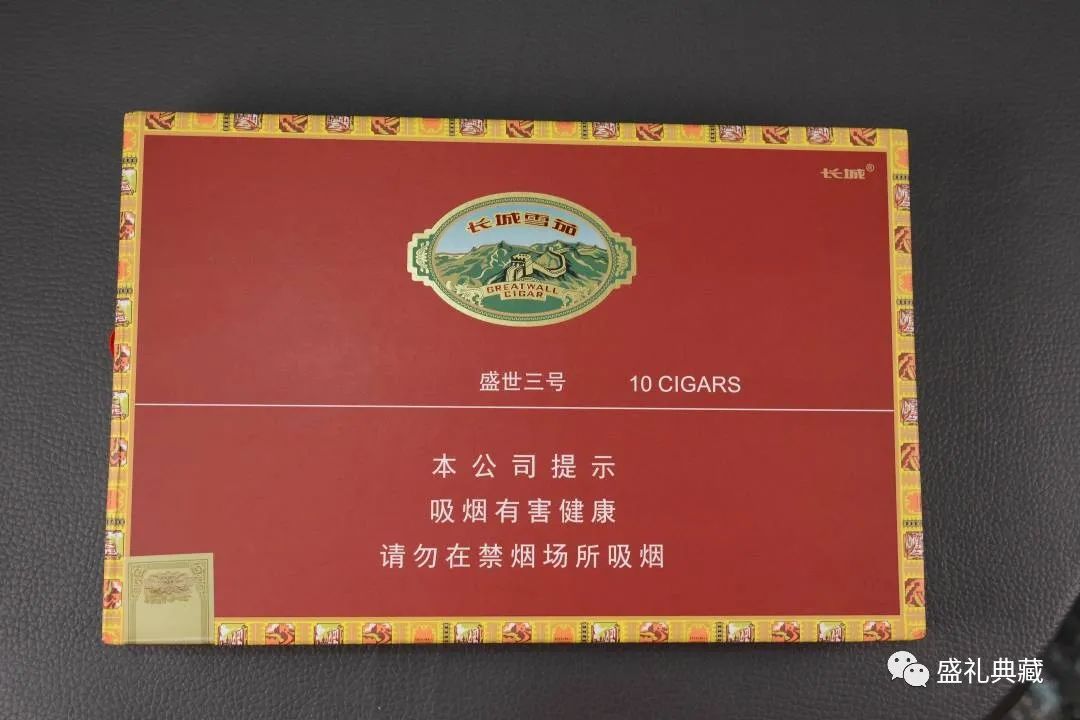 长城®
长城雪茄
GREATWALL
CIGAR
盛世三号 10 CIGARS
本公司提示
吸烟有害健康
请勿在禁烟场所吸烟
盛礼典藏